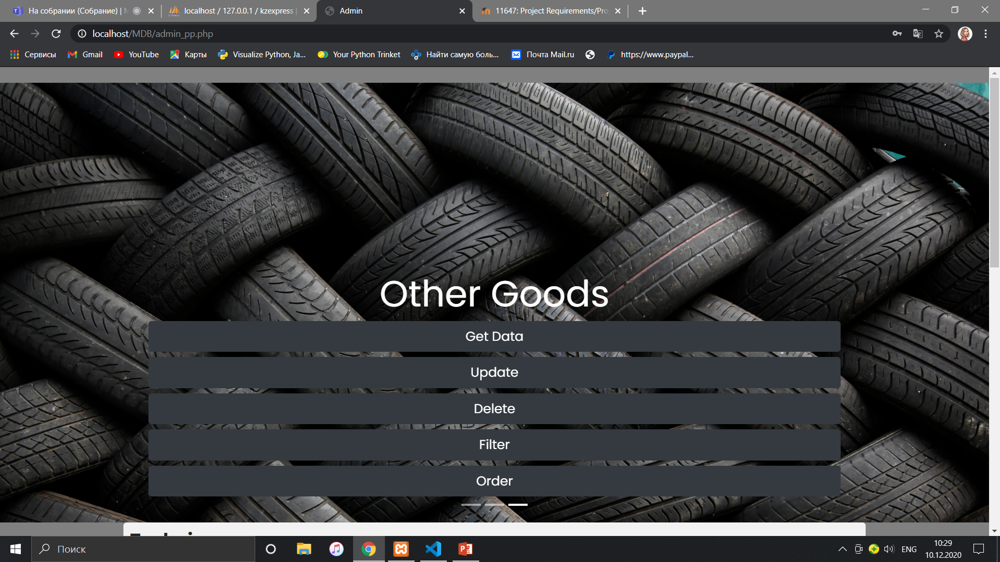 На собрании (Собрание) |
localhost / 127.0.0.1 / kzexpress |
Admin
11647: Project Requirements/Pro
localhost/MDB/admin_pp.php
Сервисы
Gmail
YouTube
Карты
Visualize Python, Ja...
Your Python Trinket
Найти самую боль...
Почта Mail.ru
https://www.paypal...
Other Goods
Get Data
Update
Delete
Filter
Order
Поиск
ENG
10:29
10.12.2020